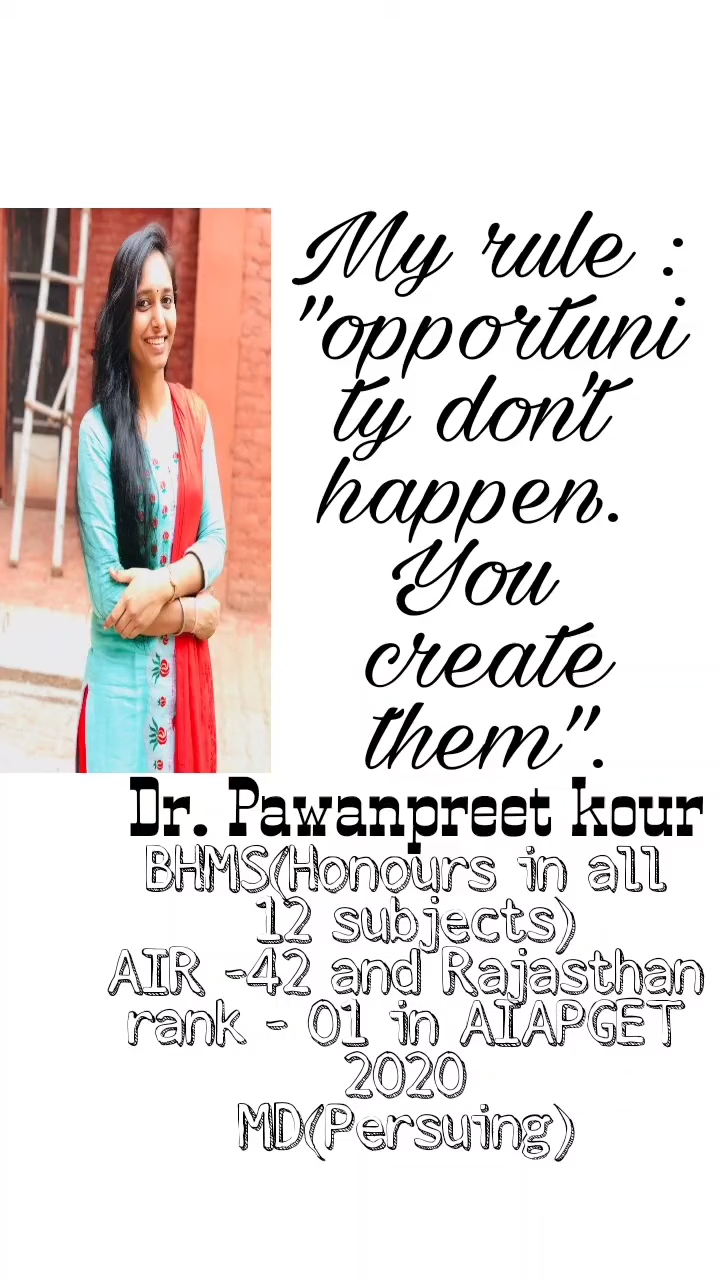 My rule :
"opportuni
ty don't
happen.
You
create
them".
Dr. Pawanpreet kour
BHMS(Honours in all
12 subjects)
AIR -42 and Rajasthan
rank - 01 in AIAPGET
2020
MD(Persuing)